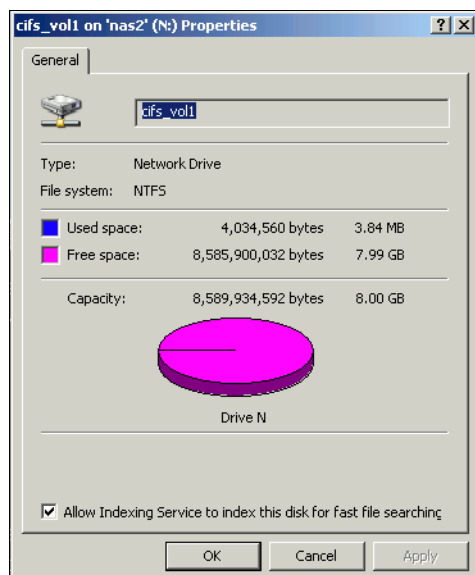 cifs_vol1 on 'nas2' (N:) Properties
General
cifs_vol1
Type: Network Drive
File system: NTFS
Used space: 4,034,560 bytes 3.84 MB
Free space: 8,585,900,032 bytes 7.99 GB
Capacity: 8,589,934,592 bytes 8.00 GB
Drive N
Allow Indexing Service to index this disk for fast file searching
OK Cancel Apply